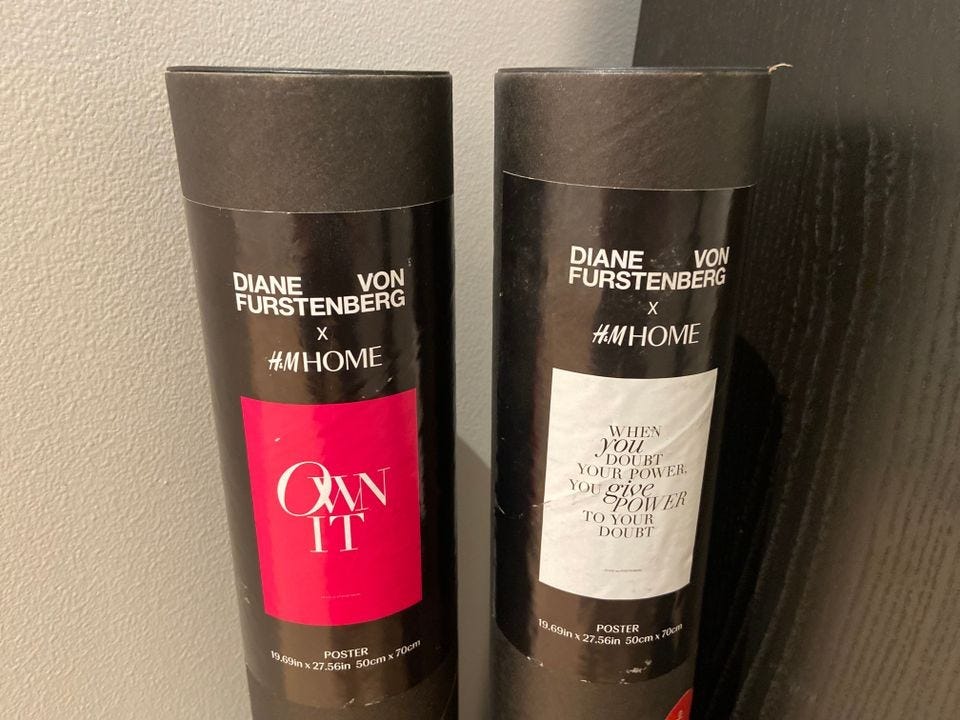 DIANE VON
FURSTENBERG
X
H&M HOME
OWN
IT
POSTER
19.69in x 27.56in 50cm x 70cm
DIANE VON
FURSTENBERG
X
H&M HOME
WHEN
you
DOUBT
YOUR POWER,
YOU give
POWER
TO YOUR
DOUBT
POSTER
19.69in x 27.56in 50cm x 70cm